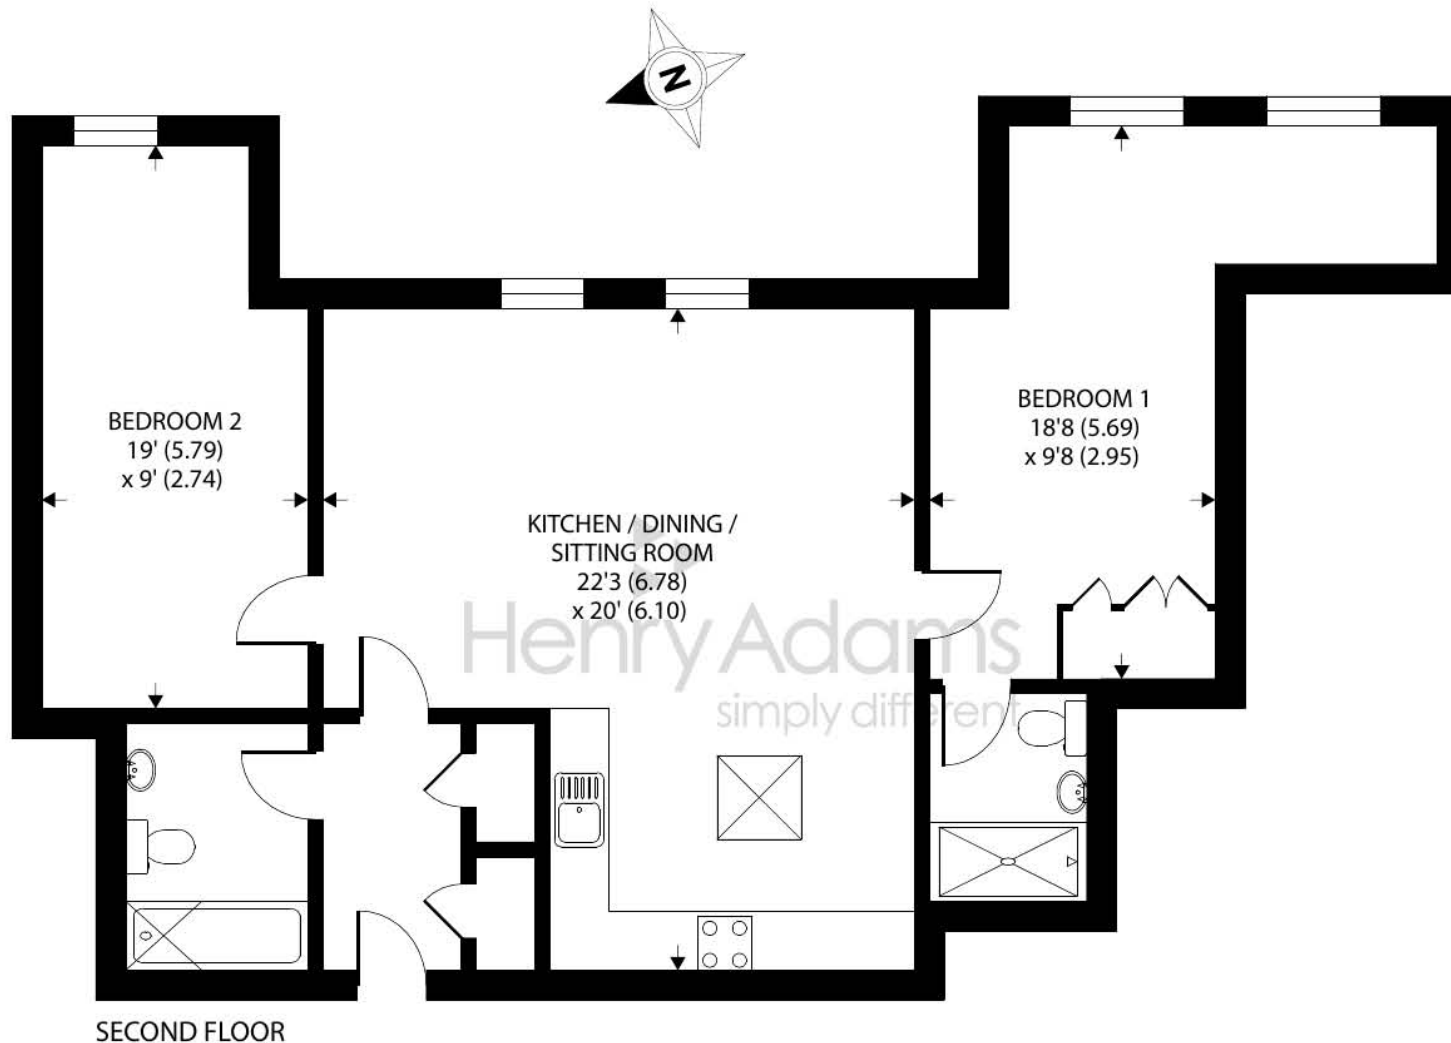 N
BEDROOM 2
19' (5.79)
x 9' (2.74)
BEDROOM 1
18'8 (5.69)
x 9'8 (2.95)
KITCHEN / DINING /
SITTING ROOM
22'3 (6.78)
x 20' (6.10)
Henry Adams
simply different
SECOND FLOOR